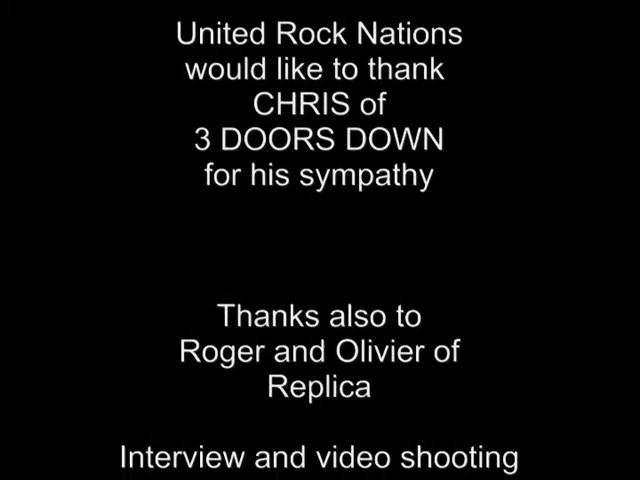 United Rock Nations
would like to thank
CHRIS of
3 DOORS DOWN
for his sympathy
Thanks also to
Roger and Olivier of
Replica
Interview and video shooting